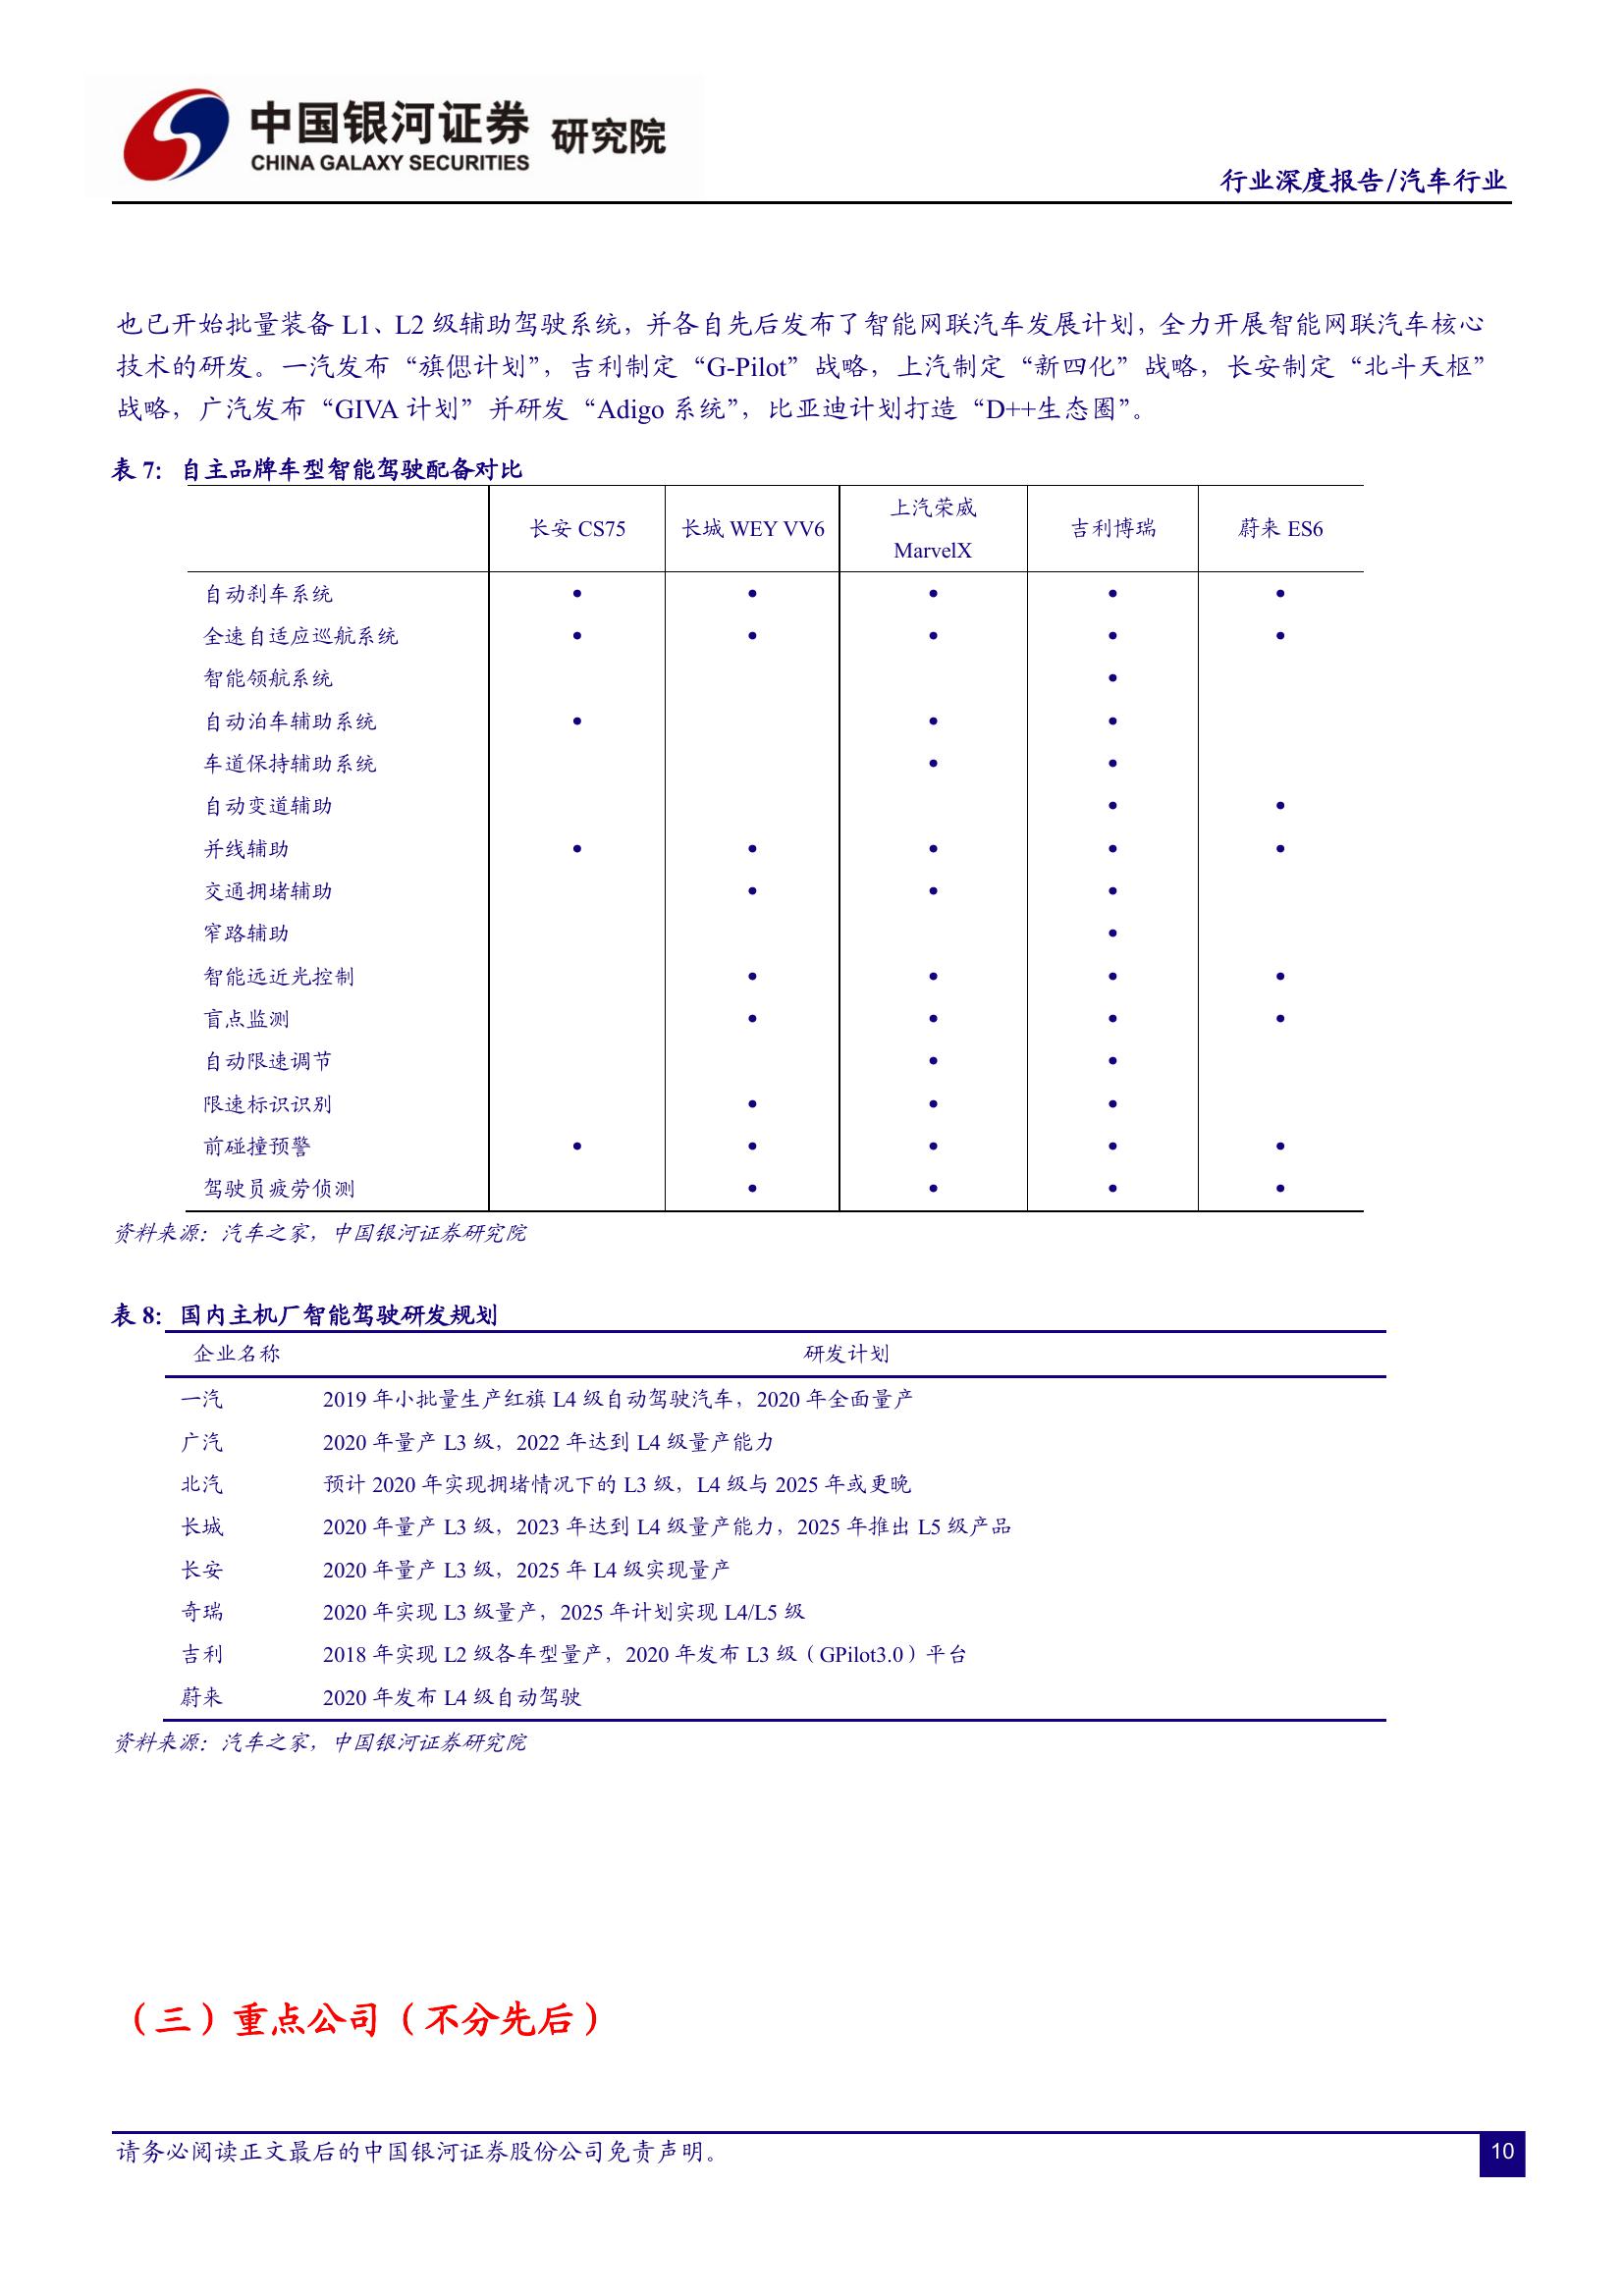 中国银河证券 研究院
CHINA GALAXY SECURITIES
行业深度报告/汽车行业
也已开始批量装备 L1、L2 级辅助驾驶系统，并各自先后发布了智能网联汽车发展计划，全力开展智能网联汽车核心
技术的研发。一汽发布“旗偲计划”，吉利制定“G-Pilot”战略，上汽制定“新四化”战略，长安制定“北斗天枢”
战略，广汽发布“GIVA 计划”并研发“Adigo 系统”，比亚迪计划打造“D++生态圈”。
表 7：自主品牌车型智能驾驶配备对比
长安 CS75 长城 WEY VV6 上汽荣威 MarvelX 吉利博瑞 蔚来 ES6
自动刹车系统 • • • • •
全速自适应巡航系统 • • • • •
智能领航系统 •
自动泊车辅助系统 • • •
车道保持辅助系统 • •
自动变道辅助 • •
并线辅助 • • • • •
交通拥堵辅助 • • •
窄路辅助 •
智能远近光控制 • • • •
盲点监测 • • • •
自动限速调节 • •
限速标识识别 • • •
前碰撞预警 • • • • •
驾驶员疲劳侦测 • • • •
资料来源：汽车之家，中国银河证券研究院
表 8：国内主机厂智能驾驶研发规划
企业名称 研发计划
一汽 2019 年小批量生产红旗 L4 级自动驾驶汽车，2020 年全面量产
广汽 2020 年量产 L3 级，2022 年达到 L4 级量产能力
北汽 预计 2020 年实现拥堵情况下的 L3 级，L4 级与 2025 年或更晚
长城 2020 年量产 L3 级，2023 年达到 L4 级量产能力，2025 年推出 L5 级产品
长安 2020 年量产 L3 级，2025 年 L4 级实现量产
奇瑞 2020 年实现 L3 级量产，2025 年计划实现 L4/L5 级
吉利 2018 年实现 L2 级各车型量产，2020 年发布 L3 级（GPilot3.0）平台
蔚来 2020 年发布 L4 级自动驾驶
资料来源：汽车之家，中国银河证券研究院
（三）重点公司（不分先后）
请务必阅读正文最后的中国银河证券股份公司免责声明。
10